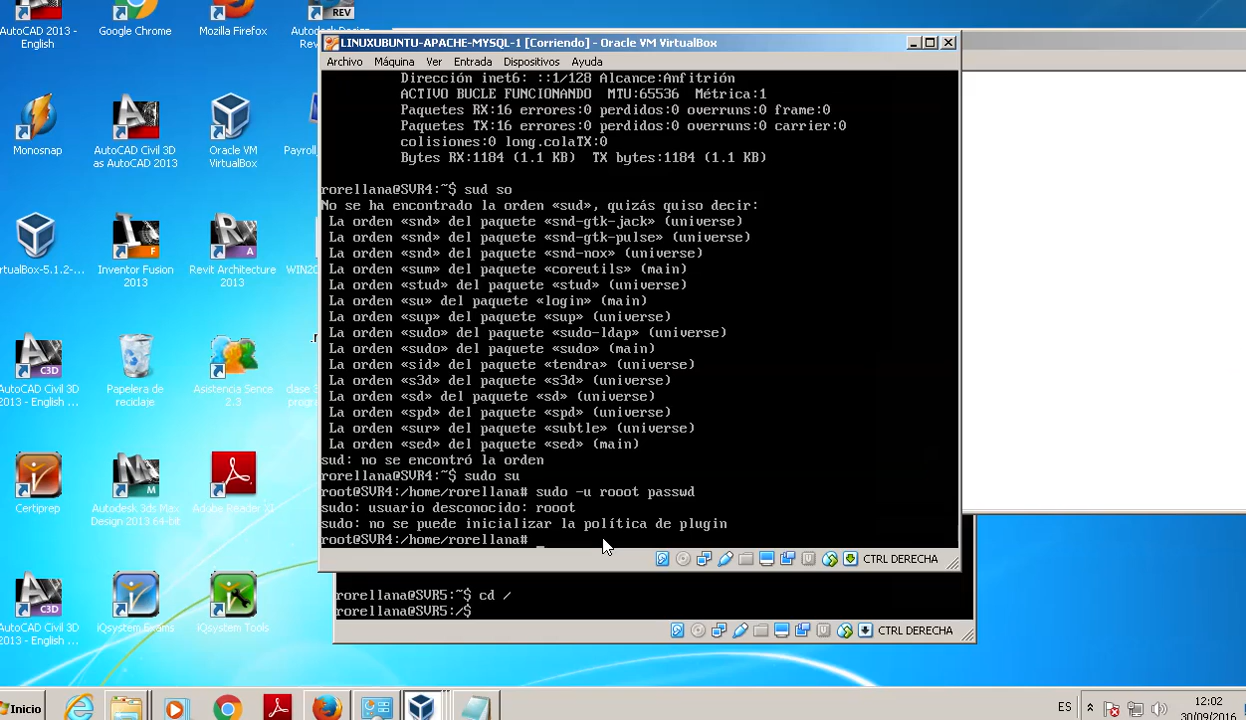 AutoCAD 2013 - English
Google Chrome
Mozilla Firefox
REV
Monosnap
AutoCAD Civil 3D as AutoCAD 2013
Oracle VM VirtualBox
Payroll_
rtualBox-5.1.2-...
Inventor Fusion 2013
Revit Architecture 2013
C3D
AutoCAD Civil 3D 2013 - English ...
Papelera de reciclaje
Asistencia Sence 2.3
Certiprep
Autodesk 3ds Max Design 2013 64-bit
Adobe Reader XI
C3D
AutoCAD Civil 3D 2013 - English ...
iQsystem Exams
iQsystem Tools
LINUXUBUNTU-APACHE-MYSQL-1 [Corriendo] - Oracle VM VirtualBox
Archivo Máquina Ver Entrada Dispositivos Ayuda
Dirección inet6: ::1/128 Alcance:Anfitrión
ACTIVO BUCLE FUNCIONANDO MTU:65536 Métrica:1
Paquetes RX:16 errores:0 perdidos:0 overruns:0 frame:0
Paquetes TX:16 errores:0 perdidos:0 overruns:0 carrier:0
colisiones:0 long.colaTX:0
Bytes RX:1184 (1.1 KB) TX bytes:1184 (1.1 KB)
rorellana@SVR4:~$ sud so
No se ha encontrado la orden «sud», quizás quiso decir:
La orden «snd» del paquete «snd-gtk-jack» (universe)
La orden «snd» del paquete «snd-gtk-pulse» (universe)
La orden «snd» del paquete «snd-nox» (universe)
La orden «sum» del paquete «coreutils» (main)
La orden «stud» del paquete «stud» (universe)
La orden «su» del paquete «login» (main)
La orden «sup» del paquete «sup» (universe)
La orden «sudo» del paquete «sudo-ldap» (universe)
La orden «sudo» del paquete «sudo» (main)
La orden «sid» del paquete «tendra» (universe)
La orden «s3d» del paquete «s3d» (universe)
La orden «sd» del paquete «sd» (universe)
La orden «spd» del paquete «spd» (universe)
La orden «sur» del paquete «subtle» (universe)
La orden «sed» del paquete «sed» (main)
sud: no se encontró la orden
rorellana@SVR4:~$ sudo su
root@SVR4:/home/rorellana# sudo -u rooot passwd
sudo: usuario desconocido: rooot
sudo: no se puede inicializar la política de plugin
root@SVR4:/home/rorellana# _
CTRL DERECHA
rorellana@SVR5:~$ cd /
rorellana@SVR5:/$
CTRL DERECHA
Inicio
ES
12:02
30/09/2016